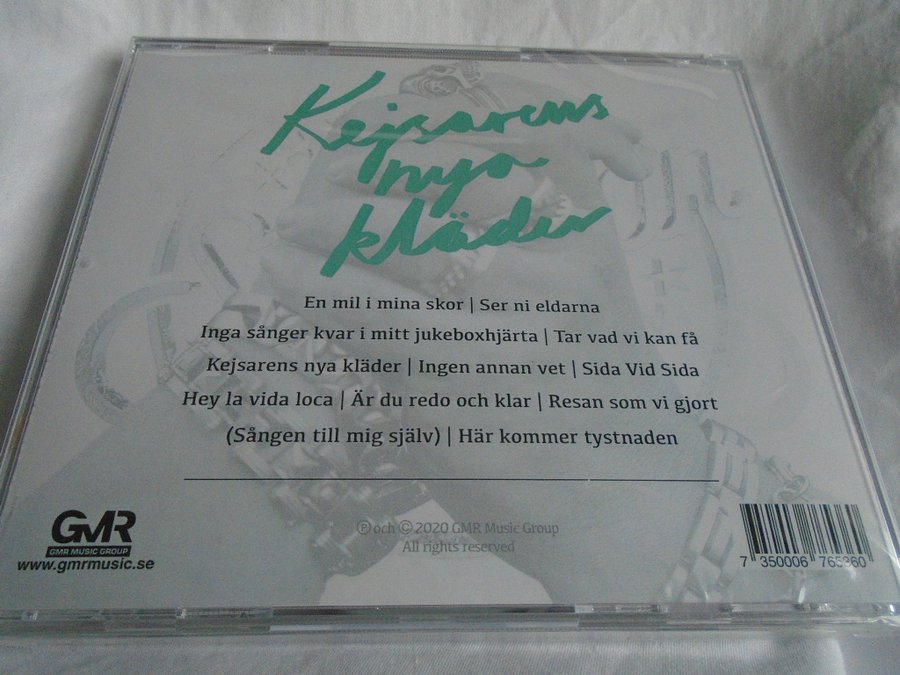 Kejsarens
nya
kläder
En mil i mina skor | Ser ni eldarna
Inga sånger kvar i mitt jukeboxhjärta | Tar vad vi kan få
Kejsarens nya kläder | Ingen annan vet | Sida Vid Sida
Hey la vida loca | Är du redo och klar | Resan som vi gjort
(Sången till mig själv) | Här kommer tystnaden
GMR
GMR MUSIC GROUP
www.gmrmusic.se
Ⓟ och © 2020 GMR Music Group
All rights reserved
7 350006 765360